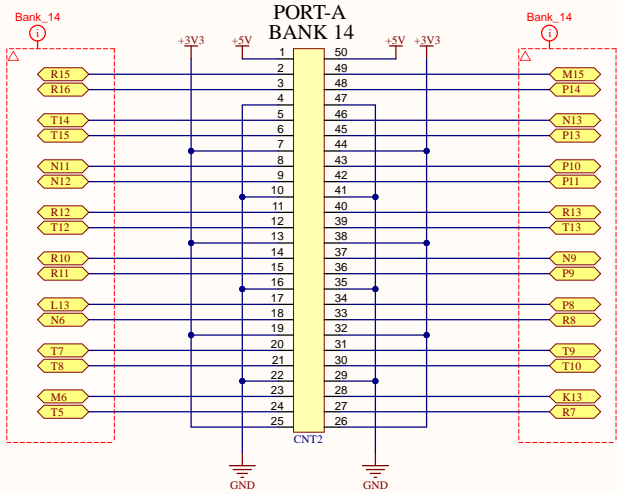 PORT-A
BANK 14
Bank_14
Bank_14
i
i
+3V3
+5V
+5V
+3V3
1 50
R15 2 49 M15
R16 3 48 P14
4 47
T14 5 46 N13
T15 6 45 P13
7 44
N11 8 43 P10
N12 9 42 P11
10 41
R12 11 40 R13
T12 12 39 T13
13 38
R10 14 37 N9
R11 15 36 P9
16 35
L13 17 34 P8
N6 18 33 R8
19 32
T7 20 31 T9
T8 21 30 T10
22 29
M6 23 28 K13
T5 24 27 R7
25 26
CNT2
GND
GND